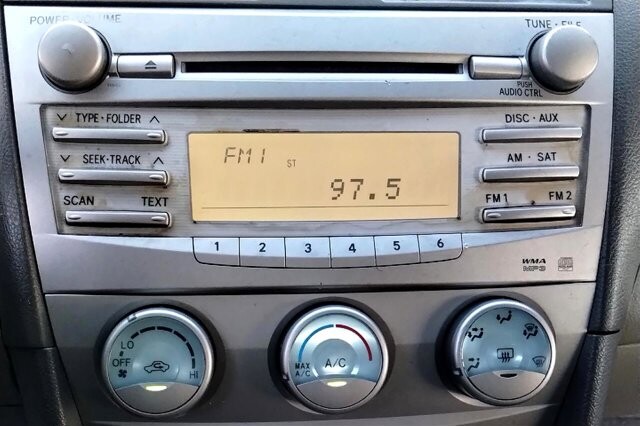 POWER·VOLUME
TUNE·FILE
PUSH
AUDIO CTRL
TYPE·FOLDER
DISC·AUX
SEEK·TRACK
AM·SAT
SCAN TEXT
FM1 FM2
FM1 ST
97.5
1 2 3 4 5 6
WMA
MP3
LO
OFF
HI
MAX
A/C
A/C